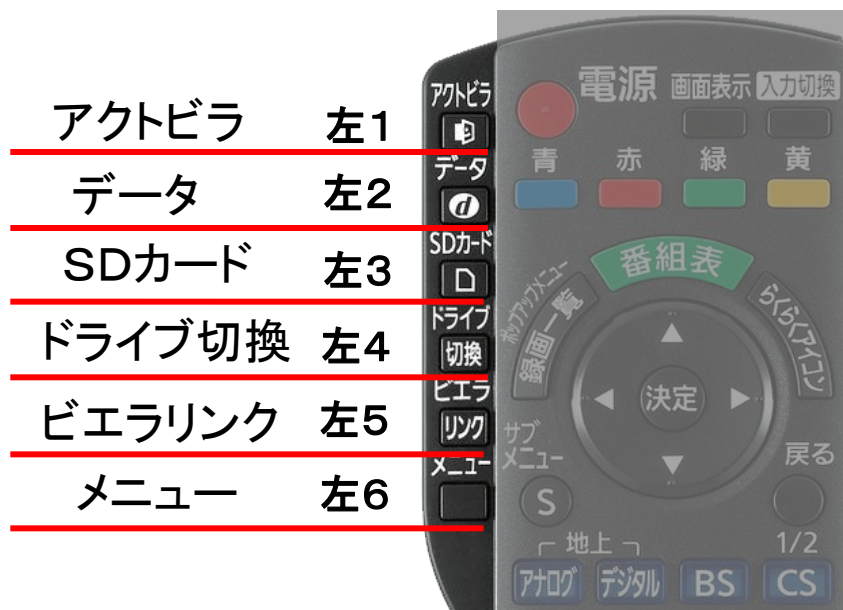 アクトビラ 左1
データ 左2
SDカード 左3
ドライブ切換 左4
ビエラリンク 左5
メニュー 左6
アクトビラ
データ
d
SDカード
ドライブ
切換
ビエラ
リンク
メニュー
電源 画面表示 入力切換
青 赤 緑 黄
番組表
ポップアップメニュー
録画一覧
らくらくアイコン
決定
サブ
メニュー
戻る
S
地上 1/2
アナログ デジタル BS CS